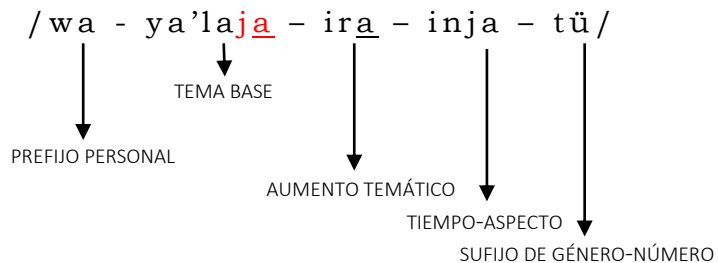 /wa - ya’laja – ira – inja – tü/
TEMA BASE
PREFIJO PERSONAL
AUMENTO TEMÁTICO
TIEMPO-ASPECTO
SUFIJO DE GÉNERO-NÚMERO